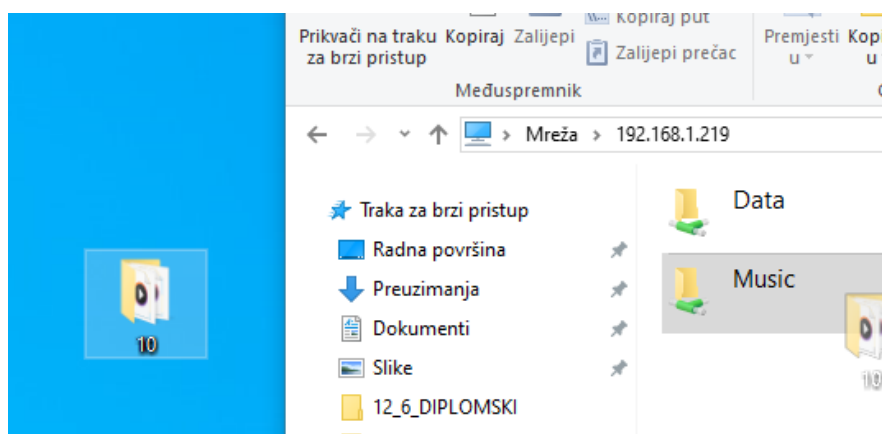 Kopiraj put
Prikvači na traku za brzi pristup
Kopiraj
Zalijepi
Zalijepi prečac
Premjesti u
u
Međuspremnik
Mreža
192.168.1.219
Traka za brzi pristup
Radna površina
Preuzimanja
Dokumenti
Slike
12_6_DIPLOMSKI
Data
Music
10
10